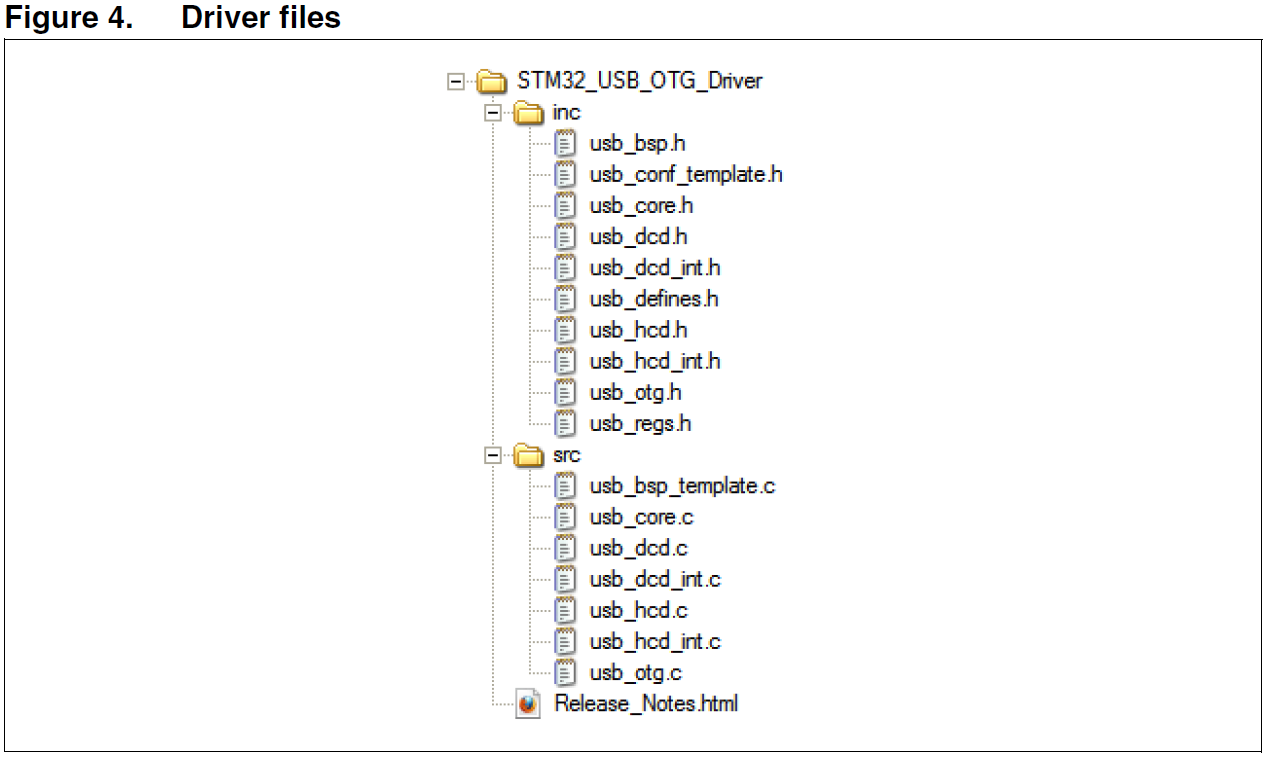 Figure 4. Driver files
STM32_USB_OTG_Driver
inc
usb_bsp.h
usb_conf_template.h
usb_core.h
usb_dcd.h
usb_dcd_int.h
usb_defines.h
usb_hcd.h
usb_hcd_int.h
usb_otg.h
usb_regs.h
src
usb_bsp_template.c
usb_core.c
usb_dcd.c
usb_dcd_int.c
usb_hcd.c
usb_hcd_int.c
usb_otg.c
Release_Notes.html